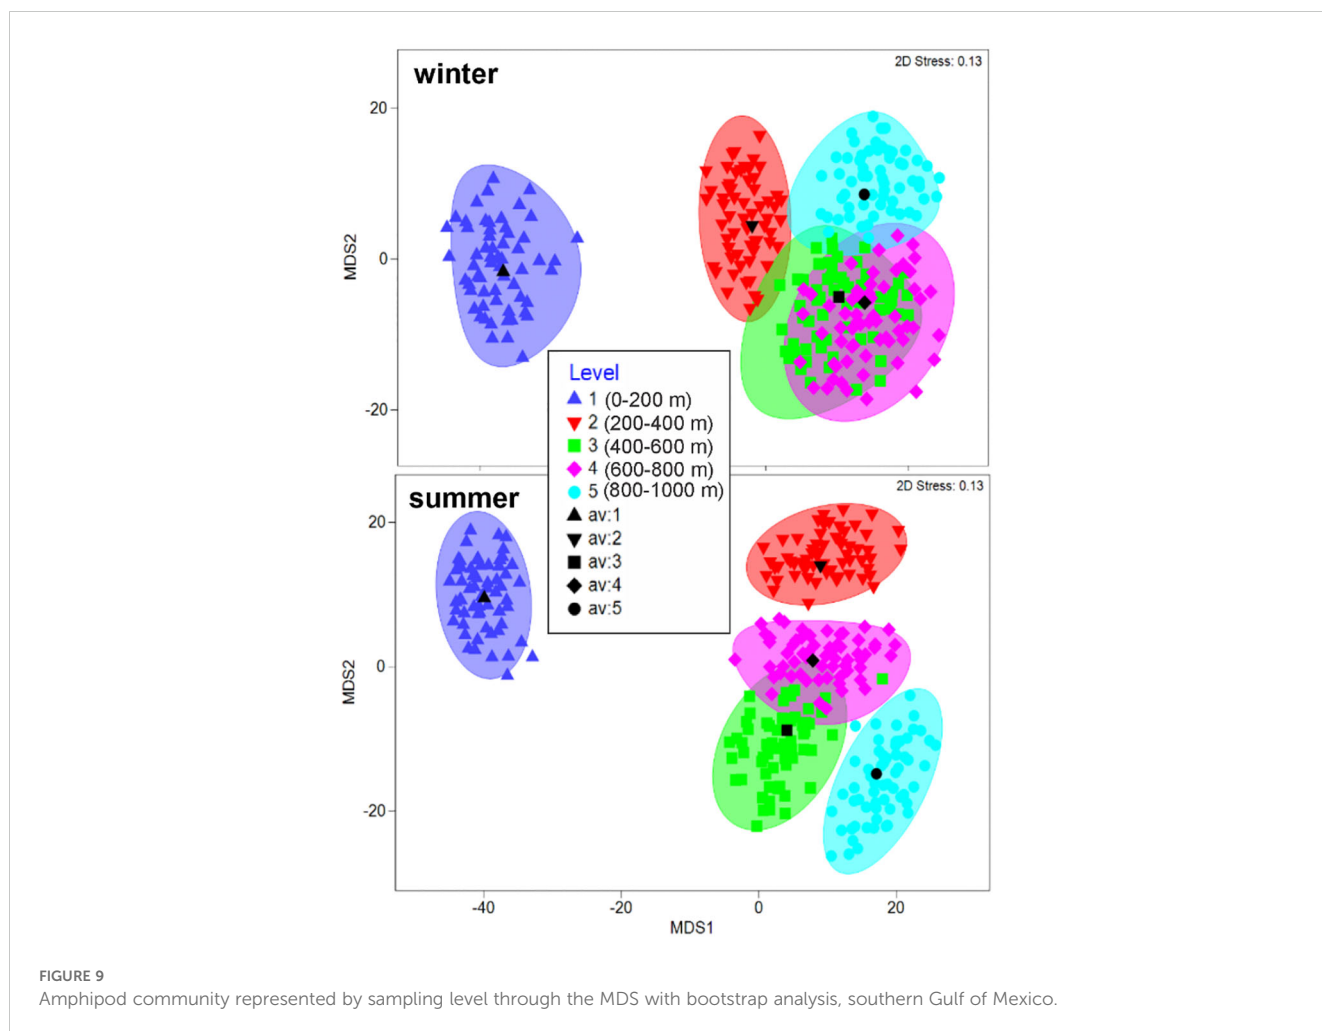 winter
2D Stress: 0.13
20
0
-20
MDS2
Level
1 (0-200 m)
2 (200-400 m)
3 (400-600 m)
4 (600-800 m)
5 (800-1000 m)
av:1
av:2
av:3
av:4
av:5
summer
2D Stress: 0.13
20
0
-20
MDS2
-40 -20 0 20
MDS1
FIGURE 9
Amphipod community represented by sampling level through the MDS with bootstrap analysis, southern Gulf of Mexico.